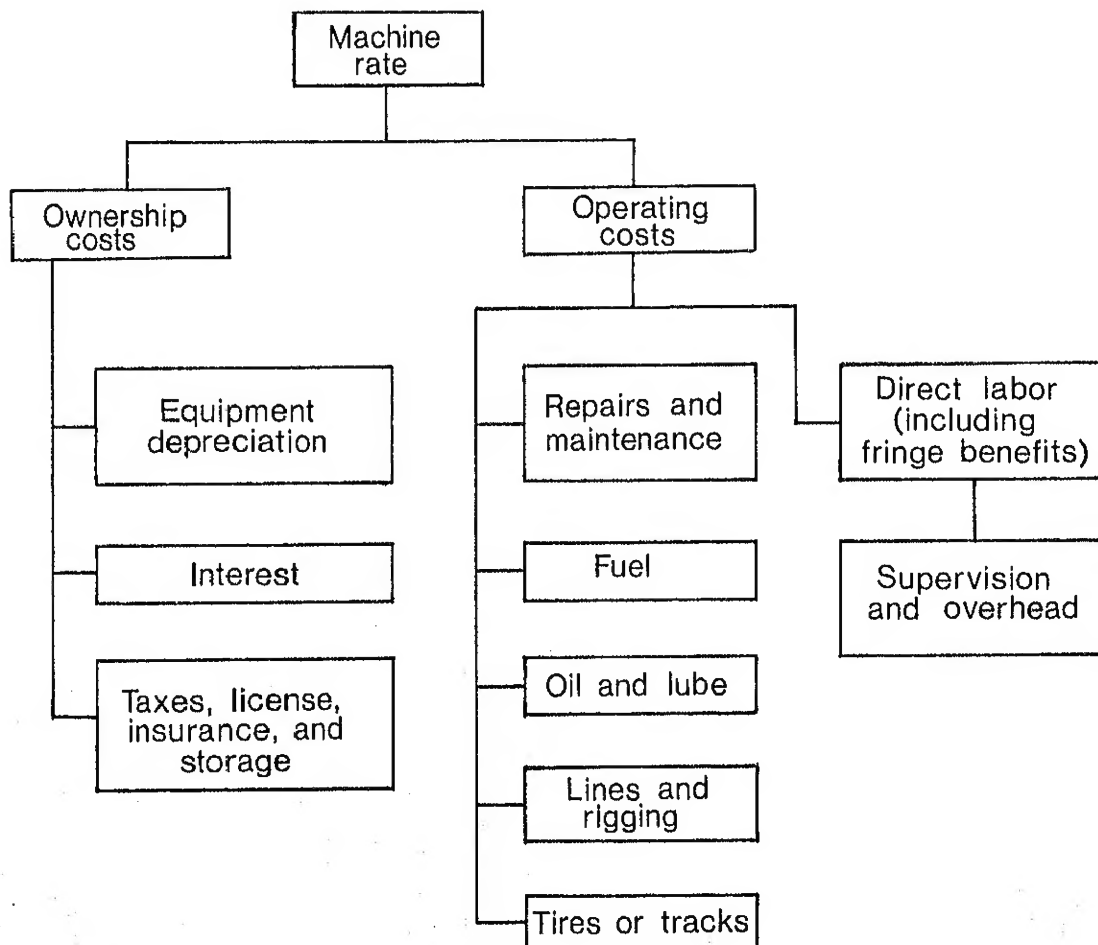 Machine
rate
Ownership
costs
Operating
costs
Equipment
depreciation
Interest
Taxes, license,
insurance, and
storage
Repairs and
maintenance
Fuel
Oil and lube
Lines and
rigging
Tires or tracks
Direct labor
(including
fringe benefits)
Supervision
and overhead